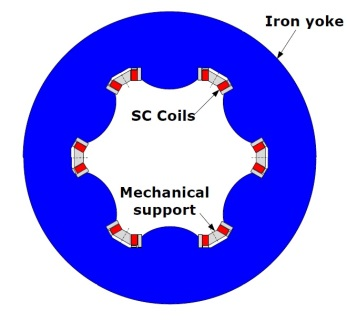 Iron yoke
SC Coils
Mechanical
support